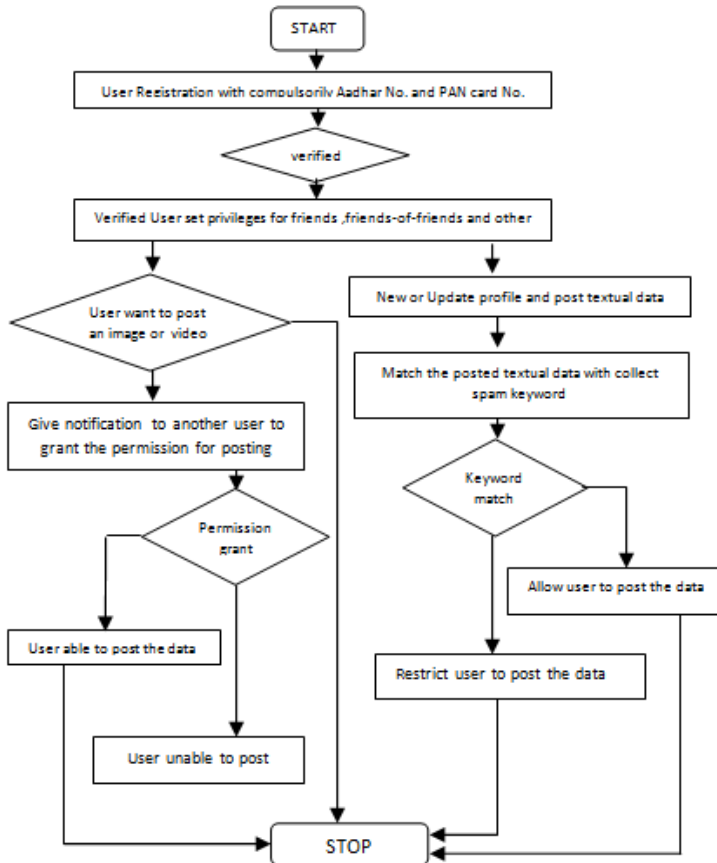 START
User Registration with compulsorily Aadhar No. and PAN card No.
verified
Verified User set privileges for friends ,friends-of-friends and other
User want to post
an image or video
New or Update profile and post textual data
Match the posted textual data with collect
spam keyword
Give notification to another user to
grant the permission for posting
Keyword
match
Permission
grant
Allow user to post the data
User able to post the data
Restrict user to post the data
User unable to post
STOP